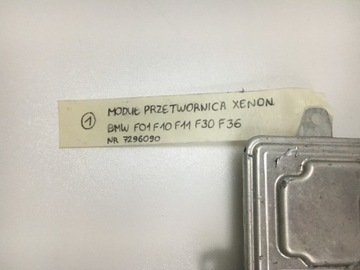 1
MODUŁ PRZETWORNICA XENON
BMW F01 F10 F11 F30 F36
NR 7296090